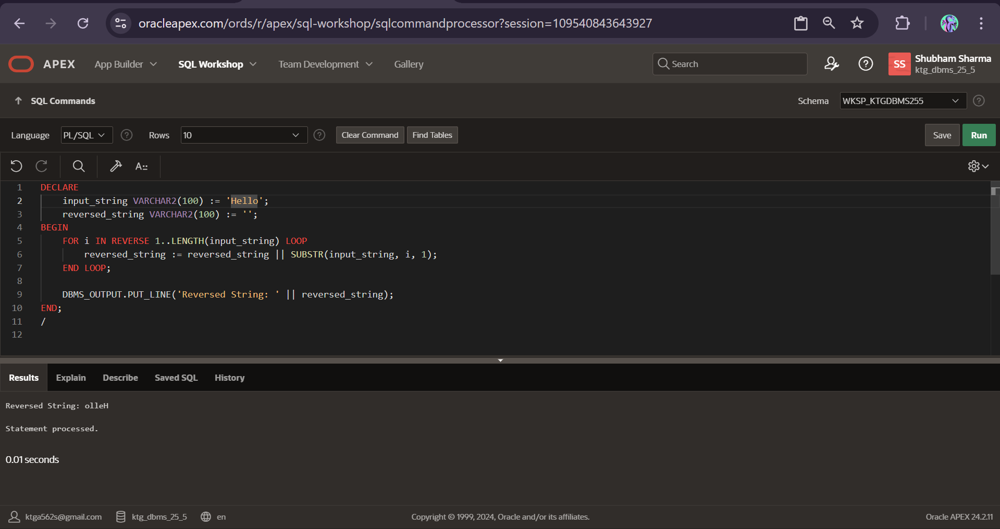 oracleapex.com/ords/r/apex/sql-workshop/sqlcommandprocessor?session=109540843643927
APEX App Builder SQL Workshop Team Development Gallery Search SS Shubham Sharma
ktg_dbms_25_5
SQL Commands Schema WKSP_KTGDBMS255
Language PL/SQL Rows 10 Clear Command Find Tables Save Run
1 DECLARE
2 input_string VARCHAR2(100) := 'Hello';
3 reversed_string VARCHAR2(100) := '';
4 BEGIN
5 FOR i IN REVERSE 1..LENGTH(input_string) LOOP
6 reversed_string := reversed_string || SUBSTR(input_string, i, 1);
7 END LOOP;
8
9 DBMS_OUTPUT.PUT_LINE('Reversed String: ' || reversed_string);
10 END;
11 /
12
Results Explain Describe Saved SQL History
Reversed String: olleH
Statement processed.
0.01 seconds
ktga562s@gmail.com ktg_dbms_25_5 en Copyright © 1999, 2024, Oracle and/or its affiliates. Oracle APEX 24.2.11